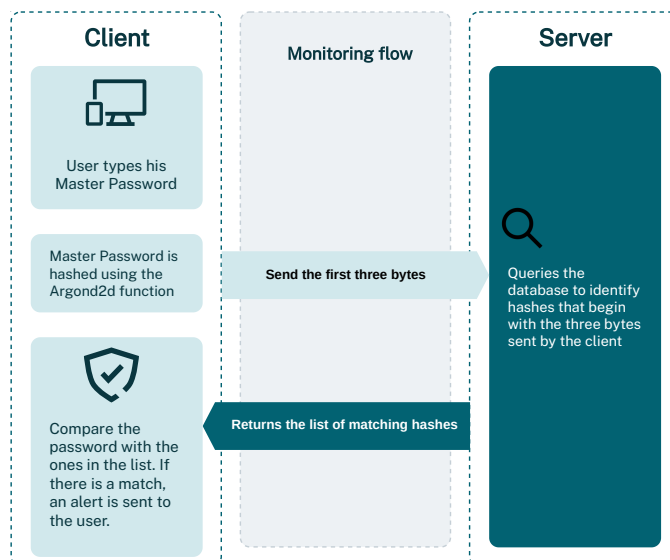 Client
Monitoring flow
Server
User types his
Master Password
Master Password is
hashed using the
Argond2d function
Send the first three bytes
Queries the
database to identify
hashes that begin
with the three bytes
sent by the client
Returns the list of matching hashes
Compare the
password with the
ones in the list. If
there is a match,
an alert is sent to
the user.